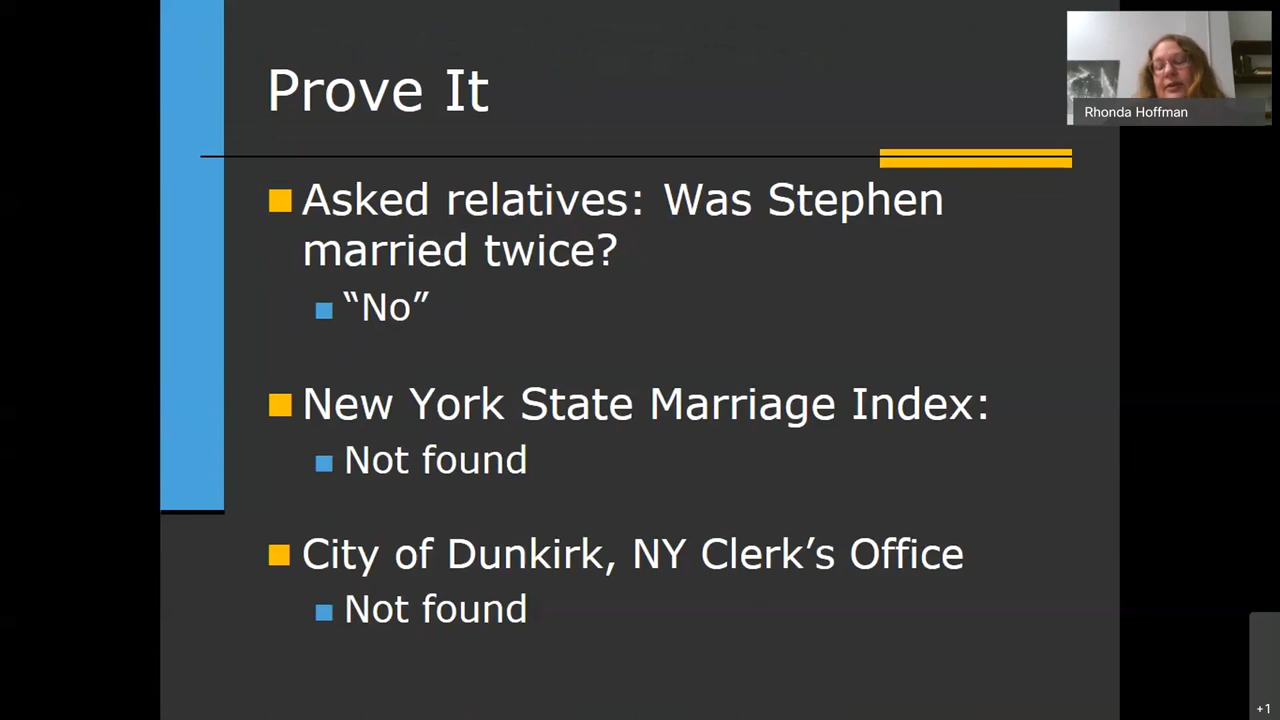 Prove It
Rhonda Hoffman
Asked relatives: Was Stephen
married twice?
“No”
New York State Marriage Index:
Not found
City of Dunkirk, NY Clerk’s Office
Not found
+1